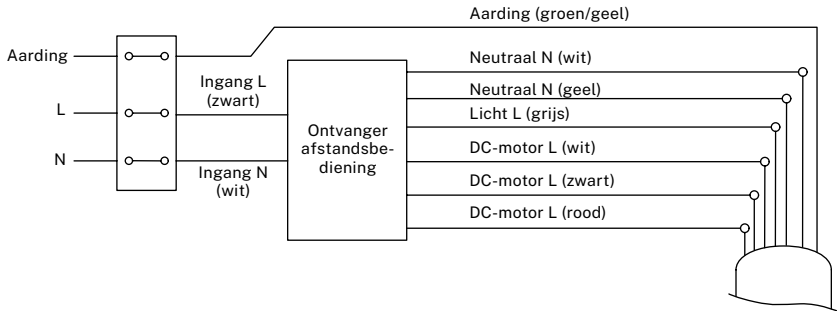 Aarding (groen/geel)
Aarding
Neutraal N (wit)
Ingang L
(zwart)
Neutraal N (geel)
L
Licht L (grijs)
Ontvanger
afstandsbe-
diening
DC-motor L (wit)
N
Ingang N
(wit)
DC-motor L (zwart)
DC-motor L (rood)